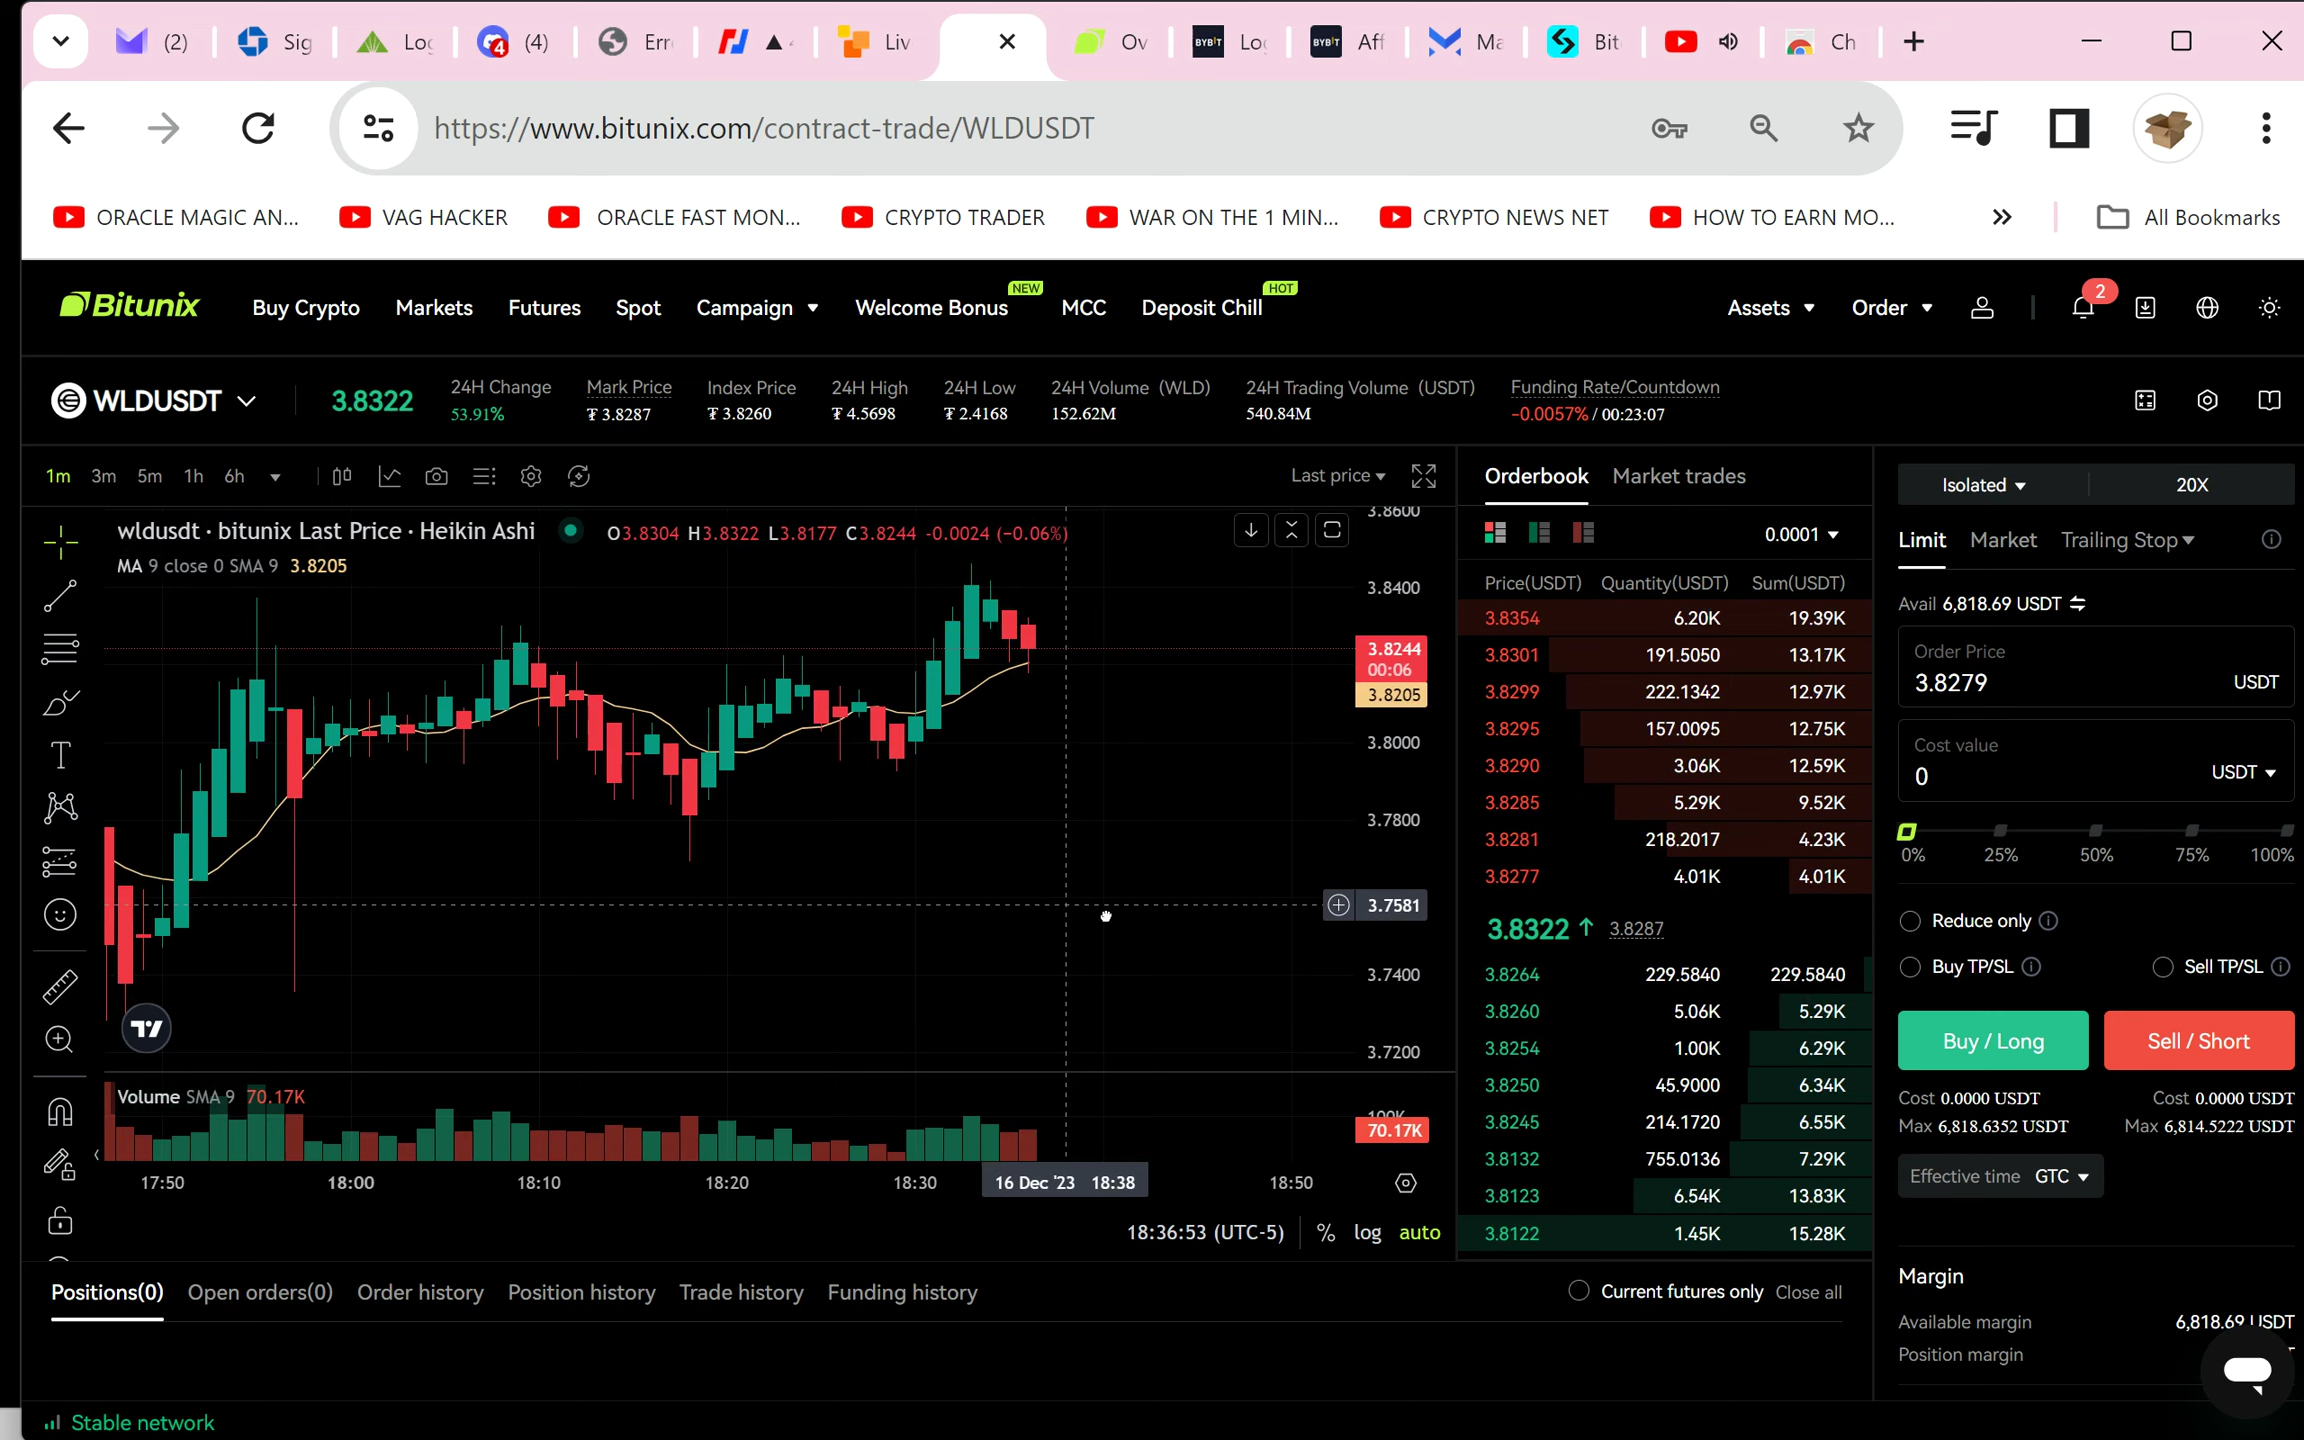 (2) Sig Log (4) Err Liv Ov BYBIT Lo BYBIT Aff Ma Bit Ch
https://www.bitunix.com/contract-trade/WLDUSDT
ORACLE MAGIC AN... VAG HACKER ORACLE FAST MON... CRYPTO TRADER WAR ON THE 1 MIN... CRYPTO NEWS NET HOW TO EARN MO... » All Bookmarks
Bitunix Buy Crypto Markets Futures Spot Campaign Welcome Bonus NEW MCC Deposit Chill HOT Assets Order 2
WLDUSDT 3.8322
24H Change Mark Price Index Price 24H High 24H Low 24H Volume (WLD) 24H Trading Volume (USDT) Funding Rate/Countdown
53.91% ₮ 3.8287 ₮ 3.8260 ₮ 4.5698 ₮ 2.4168 152.62M 540.84M -0.0057% / 00:23:07
1m 3m 5m 1h 6h Last price
wldusdt · bitunix Last Price · Heikin Ashi O3.8304 H3.8322 L3.8177 C3.8244 -0.0024 (-0.06%)
MA 9 close 0 SMA 9 3.8205
3.8600
3.8400
3.8244
00:06
3.8205
3.8000
3.7800
3.7581
3.7400
3.7200
Volume SMA 9 70.17K
100K
70.17K
17:50 18:00 18:10 18:20 18:30 16 Dec '23 18:38 18:50
18:36:53 (UTC-5) % log auto
Orderbook Market trades
0.0001
Price(USDT) Quantity(USDT) Sum(USDT)
3.8354 6.20K 19.39K
3.8301 191.5050 13.17K
3.8299 222.1342 12.97K
3.8295 157.0095 12.75K
3.8290 3.06K 12.59K
3.8285 5.29K 9.52K
3.8281 218.2017 4.23K
3.8277 4.01K 4.01K
3.8322 ↑ 3.8287
3.8264 229.5840 229.5840
3.8260 5.06K 5.29K
3.8254 1.00K 6.29K
3.8250 45.9000 6.34K
3.8245 214.1720 6.55K
3.8132 755.0136 7.29K
3.8123 6.54K 13.83K
3.8122 1.45K 15.28K
Isolated 20X
Limit Market Trailing Stop
Avail 6,818.69 USDT
Order Price
3.8279 USDT
Cost value
0 USDT
0% 25% 50% 75% 100%
Reduce only
Buy TP/SL Sell TP/SL
Buy / Long Sell / Short
Cost 0.0000 USDT Cost 0.0000 USDT
Max 6,818.6352 USDT Max 6,814.5222 USDT
Effective time GTC
Margin
Available margin 6,818.69 USDT
Position margin
Positions(0) Open orders(0) Order history Position history Trade history Funding history Current futures only Close all
Stable network